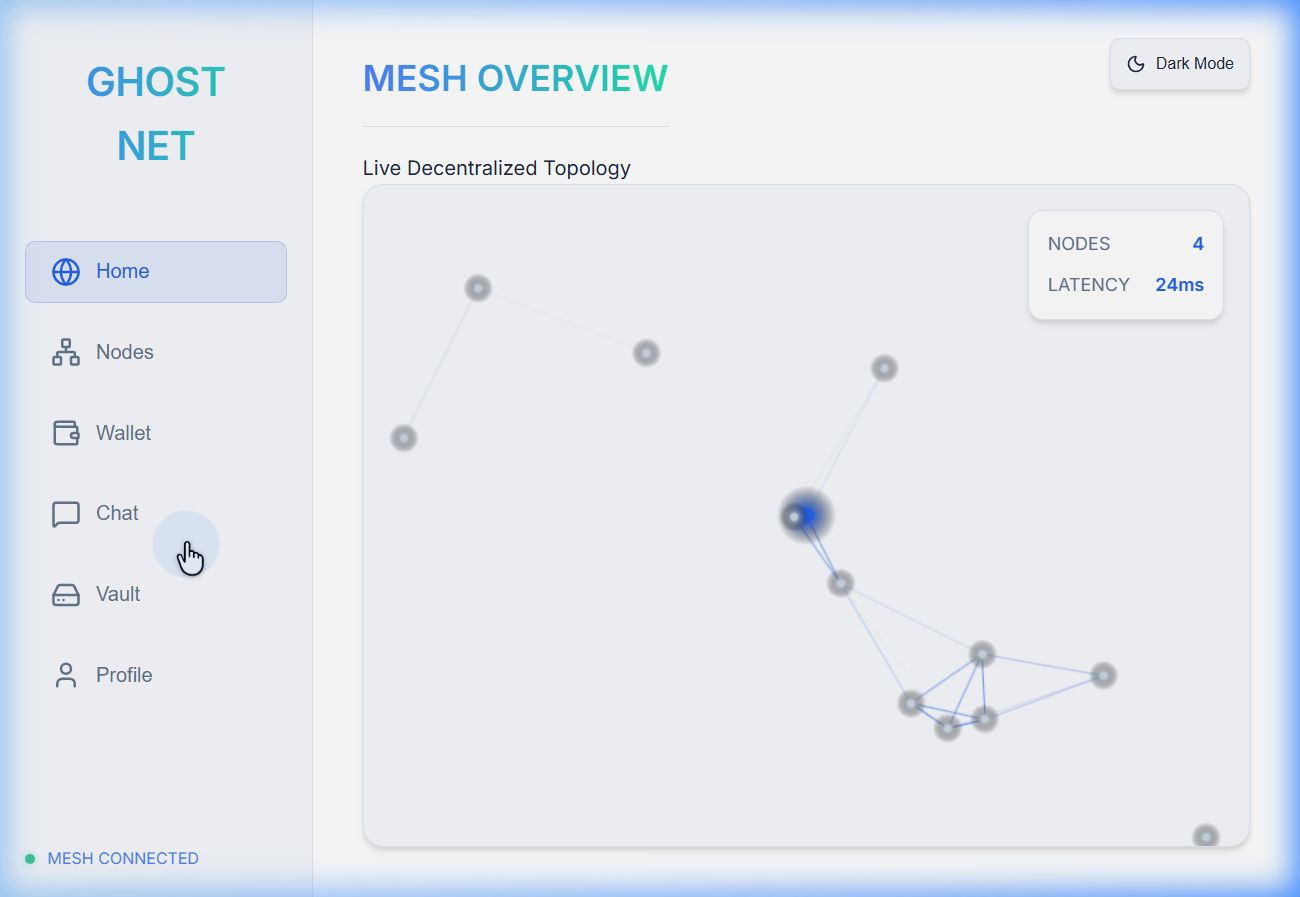 GHOST
NET
Home
Nodes
Wallet
Chat
Vault
Profile
MESH CONNECTED
MESH OVERVIEW
Dark Mode
Live Decentralized Topology
NODES 4
LATENCY 24ms